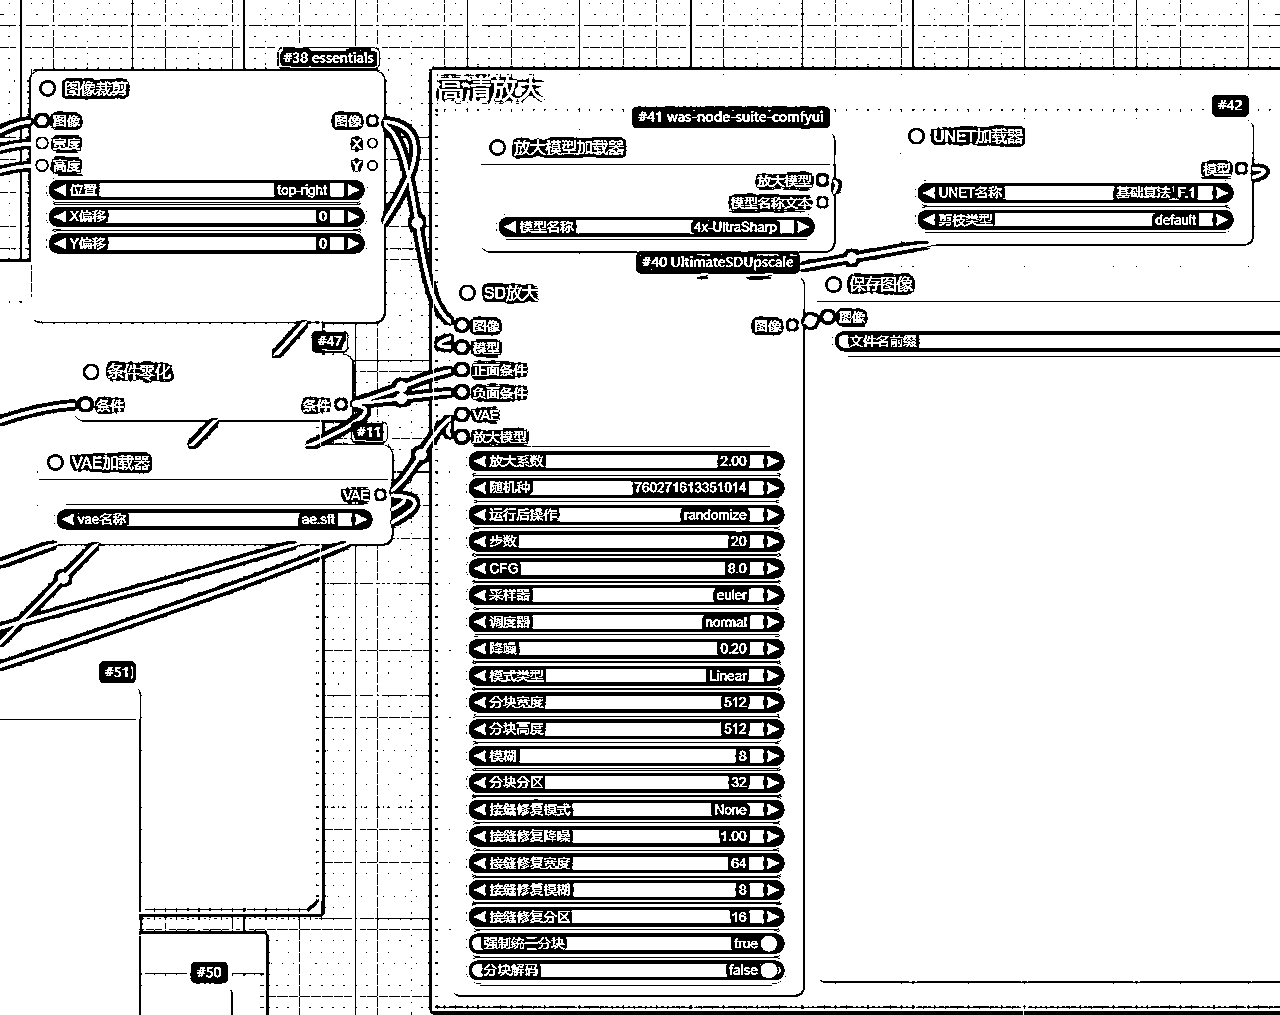 #38 essentials
图像裁剪
图像 图像
宽度 X
高度 Y
位置 top-right
X偏移 0
Y偏移 0
#47
条件零化
条件 条件
#11
VAE加载器
VAE
vae名称 ae.sft
#51
#50
高清放大
#41 was-node-suite-comfyui
放大模型加载器
放大模型
模型名称文本
模型名称 4x-UltraSharp
#42
UNET加载器
模型
UNET名称 基础算法_F.1
剪枝类型 default
#40 UltimateSDUpscale
SD放大
图像 图像
模型
正面条件
负面条件
VAE
放大模型
放大系数 2.00
随机种 760271613351014
运行后操作 randomize
步数 20
CFG 8.0
采样器 euler
调度器 normal
降噪 0.20
模式类型 Linear
分块宽度 512
分块高度 512
模糊 8
分块分区 32
接缝修复模式 None
接缝修复降噪 1.00
接缝修复宽度 64
接缝修复模糊 8
接缝修复分区 16
强制统一分块 true
分块解码 false
保存图像
图像
文件名前缀